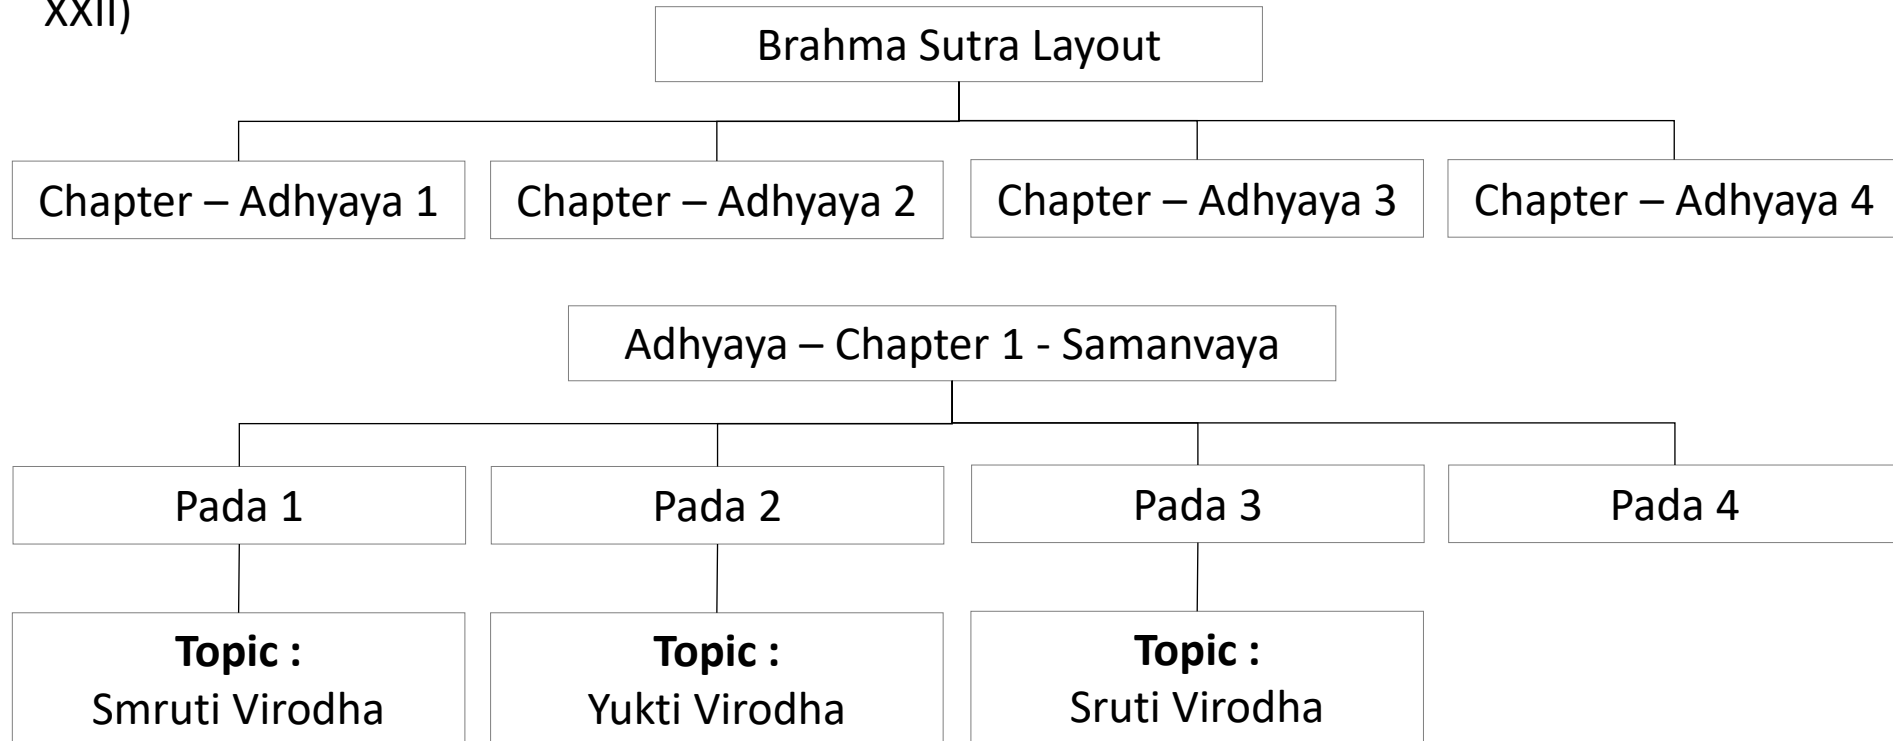 XXII)
Brahma Sutra Layout
Chapter – Adhyaya 1
Chapter – Adhyaya 2
Chapter – Adhyaya 3
Chapter – Adhyaya 4
Adhyaya – Chapter 1 - Samanvaya
Pada 1
Pada 2
Pada 3
Pada 4
Topic :
Smruti Virodha
Topic :
Yukti Virodha
Topic :
Sruti Virodha